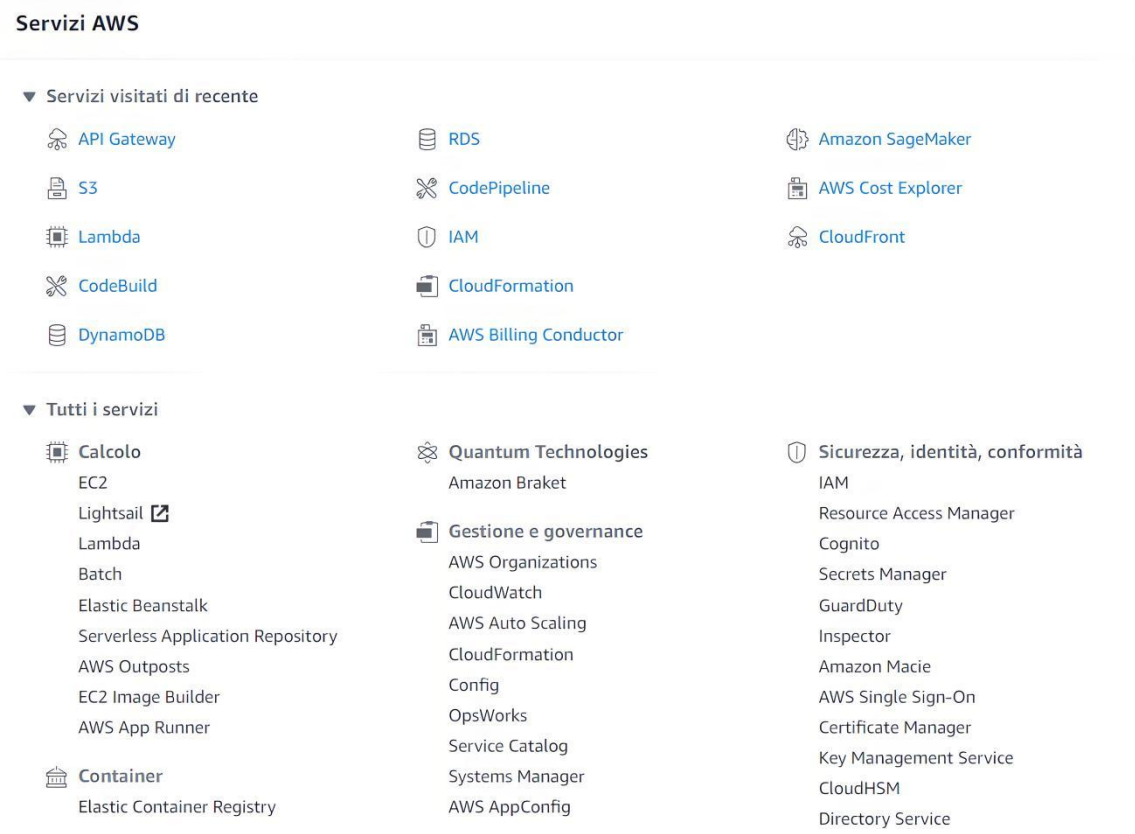 Servizi AWS
Servizi visitati di recente
API Gateway
S3
Lambda
CodeBuild
DynamoDB
RDS
CodePipeline
IAM
CloudFormation
AWS Billing Conductor
Amazon SageMaker
AWS Cost Explorer
CloudFront
Tutti i servizi
Calcolo
EC2
Lightsail
Lambda
Batch
Elastic Beanstalk
Serverless Application Repository
AWS Outposts
EC2 Image Builder
AWS App Runner
Container
Elastic Container Registry
Quantum Technologies
Amazon Braket
Gestione e governance
AWS Organizations
CloudWatch
AWS Auto Scaling
CloudFormation
Config
OpsWorks
Service Catalog
Systems Manager
AWS AppConfig
Sicurezza, identità, conformità
IAM
Resource Access Manager
Cognito
Secrets Manager
GuardDuty
Inspector
Amazon Macie
AWS Single Sign-On
Certificate Manager
Key Management Service
CloudHSM
Directory Service